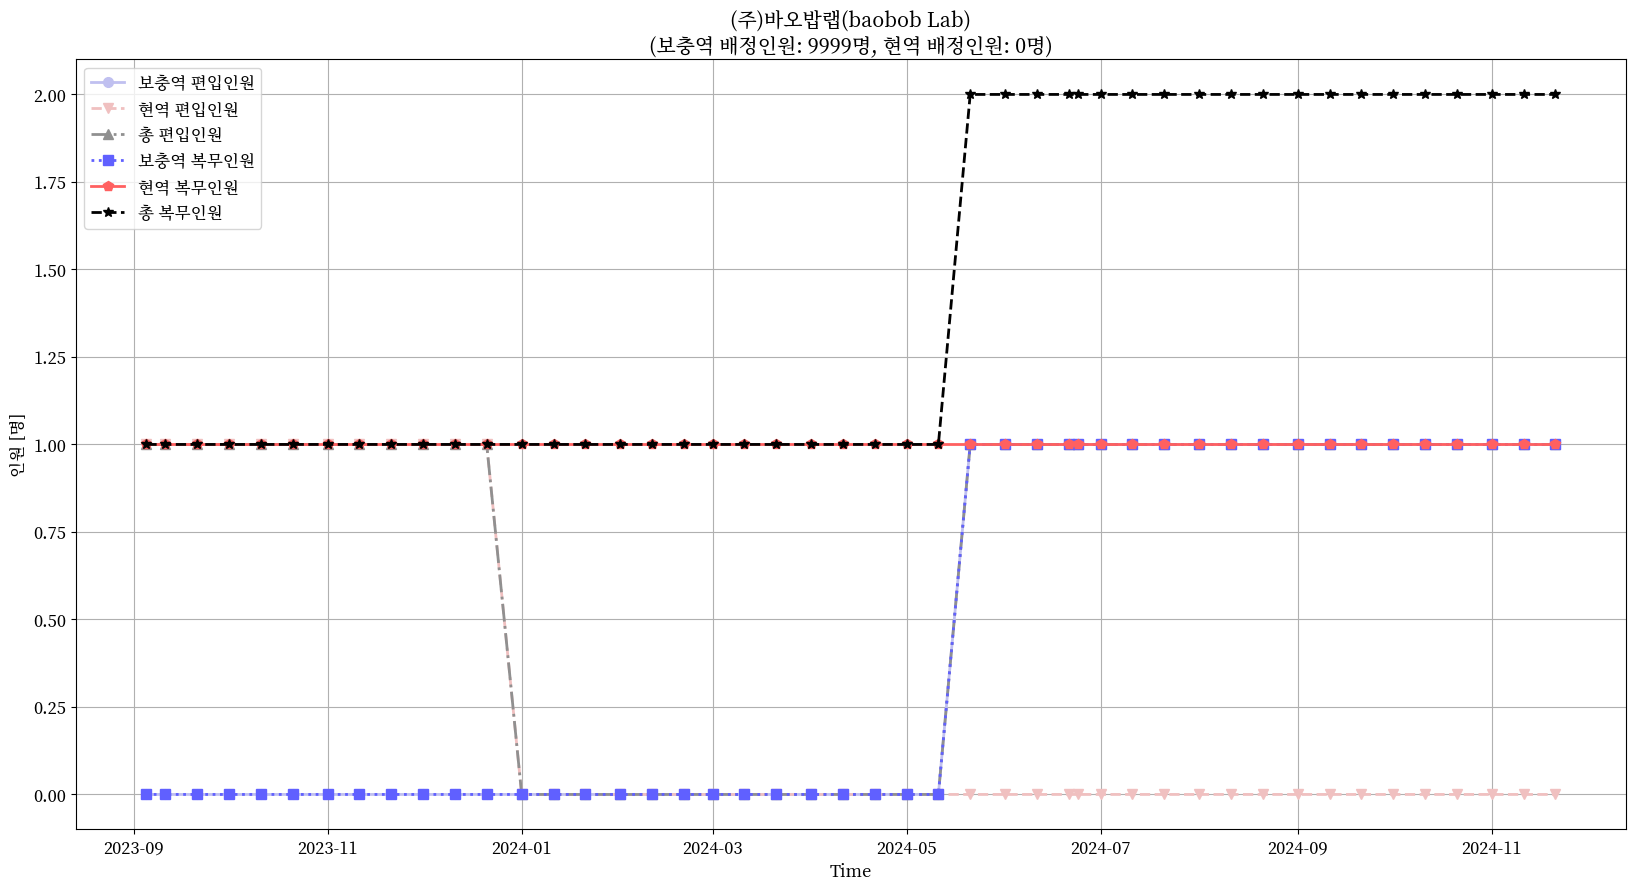 (주)바오밥랩(baobob Lab)
(보충역 배정인원: 9999명, 현역 배정인원: 0명)
보충역 편입인원
현역 편입인원
총 편입인원
보충역 복무인원
현역 복무인원
총 복무인원
인원 [명]
2.00
1.75
1.50
1.25
1.00
0.75
0.50
0.25
0.00
2023-09
2023-11
2024-01
2024-03
2024-05
2024-07
2024-09
2024-11
Time